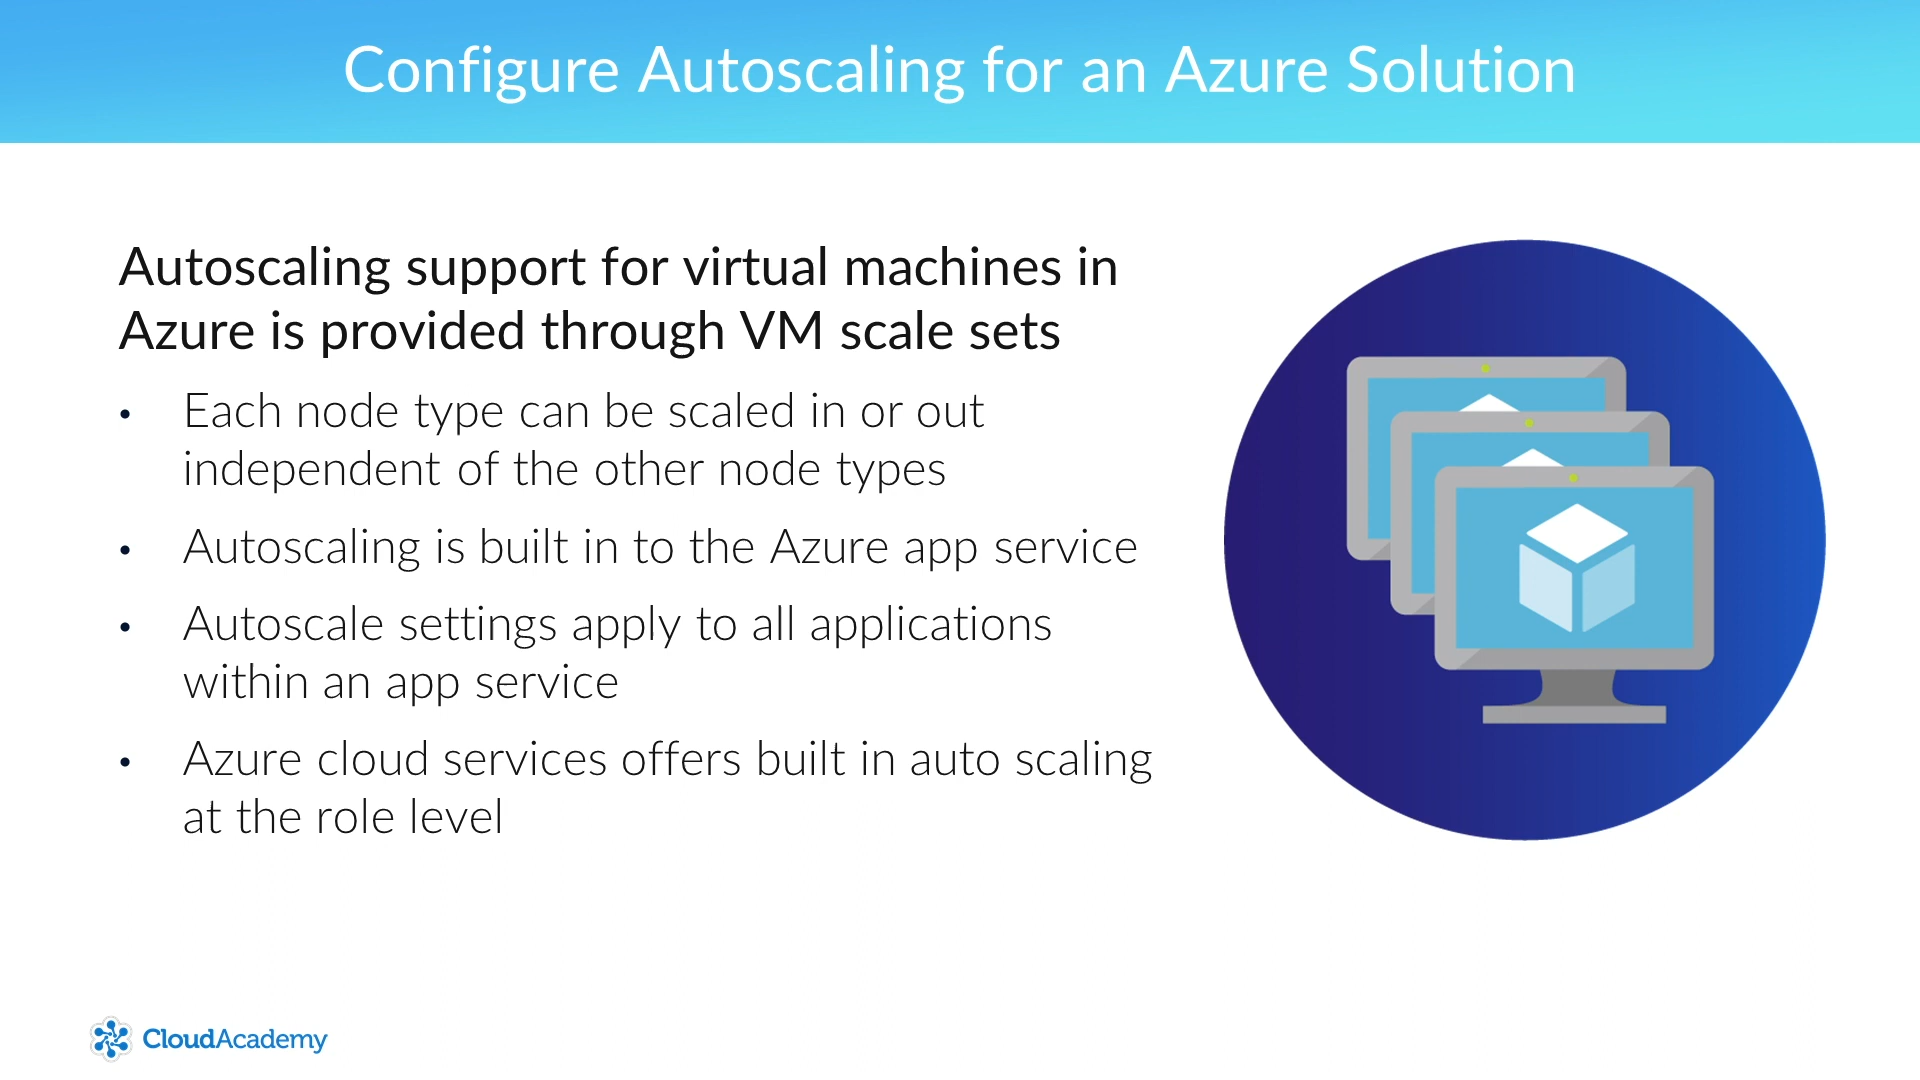 Configure Autoscaling for an Azure Solution
Autoscaling support for virtual machines in
Azure is provided through VM scale sets
• Each node type can be scaled in or out
independent of the other node types
• Autoscaling is built in to the Azure app service
• Autoscale settings apply to all applications
within an app service
• Azure cloud services offers built in auto scaling
at the role level
CloudAcademy